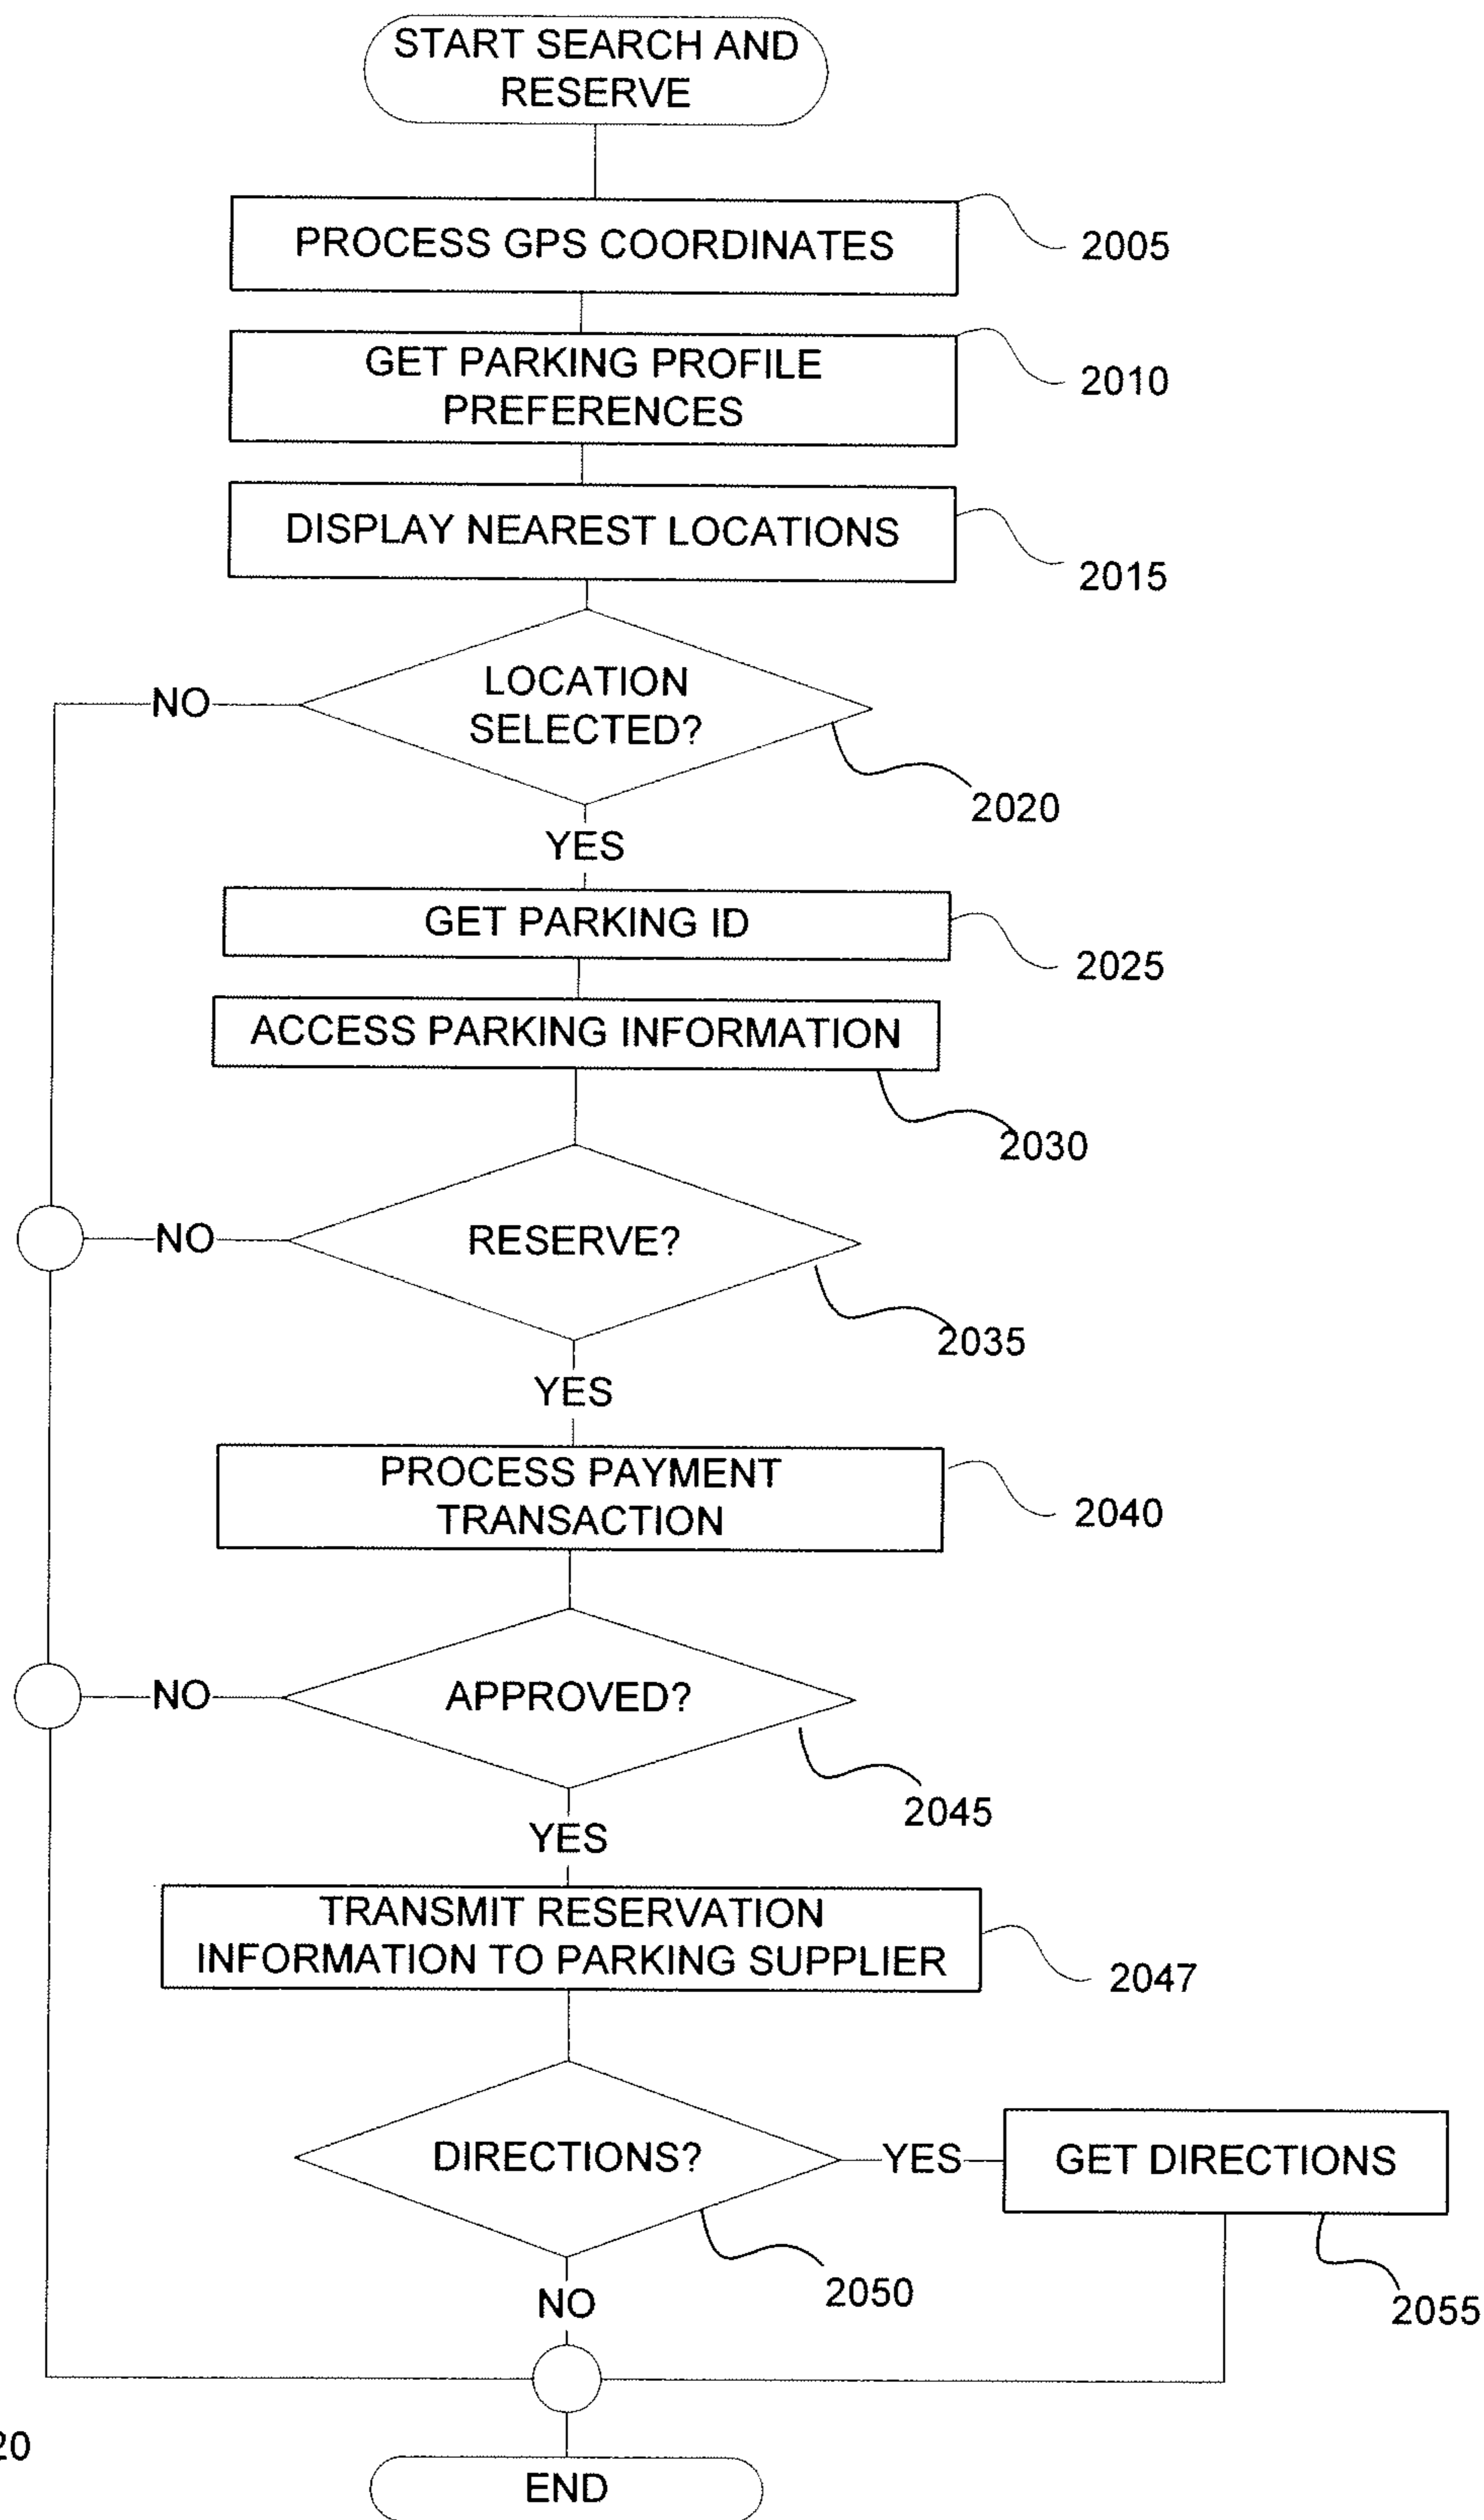 START SEARCH AND
RESERVE
PROCESS GPS COORDINATES
2005
GET PARKING PROFILE
PREFERENCES
2010
DISPLAY NEAREST LOCATIONS
2015
LOCATION
SELECTED?
NO
2020
YES
GET PARKING ID
2025
ACCESS PARKING INFORMATION
2030
RESERVE?
NO
2035
YES
PROCESS PAYMENT
TRANSACTION
2040
APPROVED?
NO
2045
YES
TRANSMIT RESERVATION
INFORMATION TO PARKING SUPPLIER
2047
DIRECTIONS?
YES
GET DIRECTIONS
2050
2055
NO
20
END